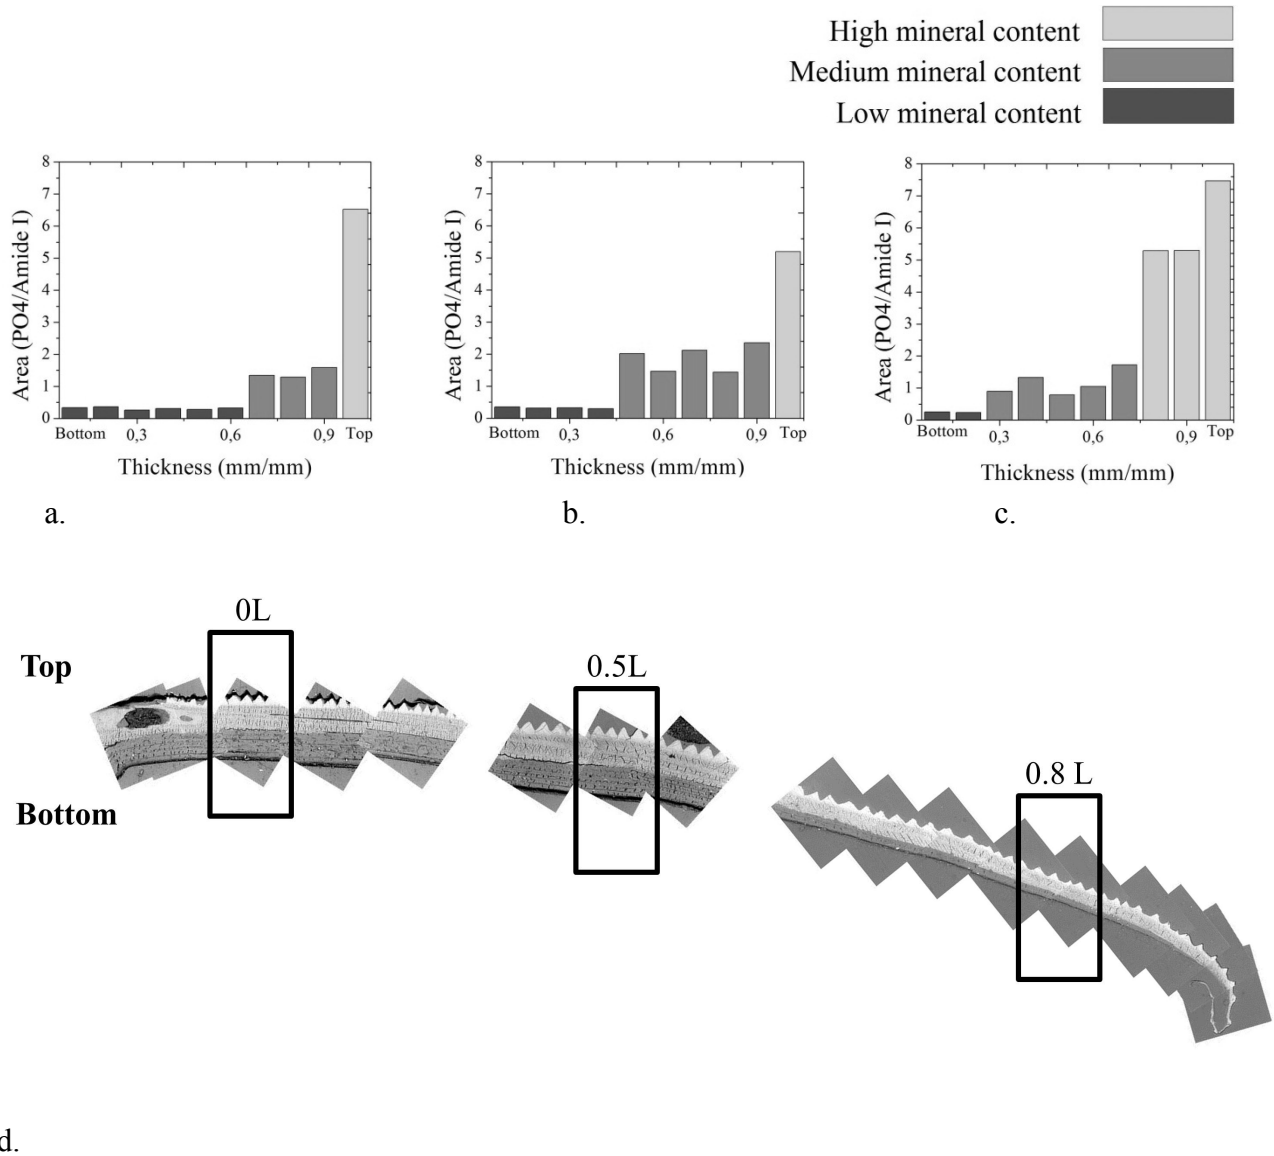 High mineral content
Medium mineral content
Low mineral content
8
7
6
5
4
3
2
1
0
Area (PO4/Amide I)
Bottom 0,3 0,6 0,9 Top
Thickness (mm/mm)
a.
8
7
6
5
4
3
2
1
0
Area (PO4/Amide I)
Bottom 0,3 0,6 0,9 Top
Thickness (mm/mm)
b.
8
7
6
5
4
3
2
1
0
Area (PO4/Amide I)
Bottom 0,3 0,6 0,9 Top
Thickness (mm/mm)
c.
0L
Top
0.5L
Bottom
0.8 L
d.